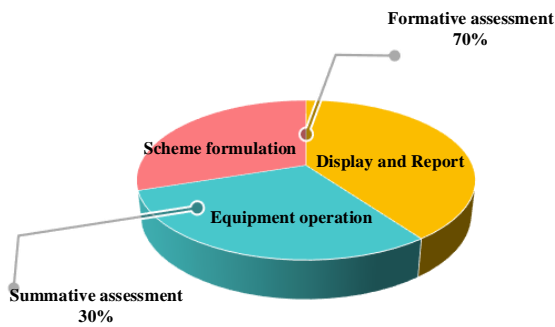 Formative assessment
70%
Scheme formulation
Display and Report
Equipment operation
Summative assessment
30%